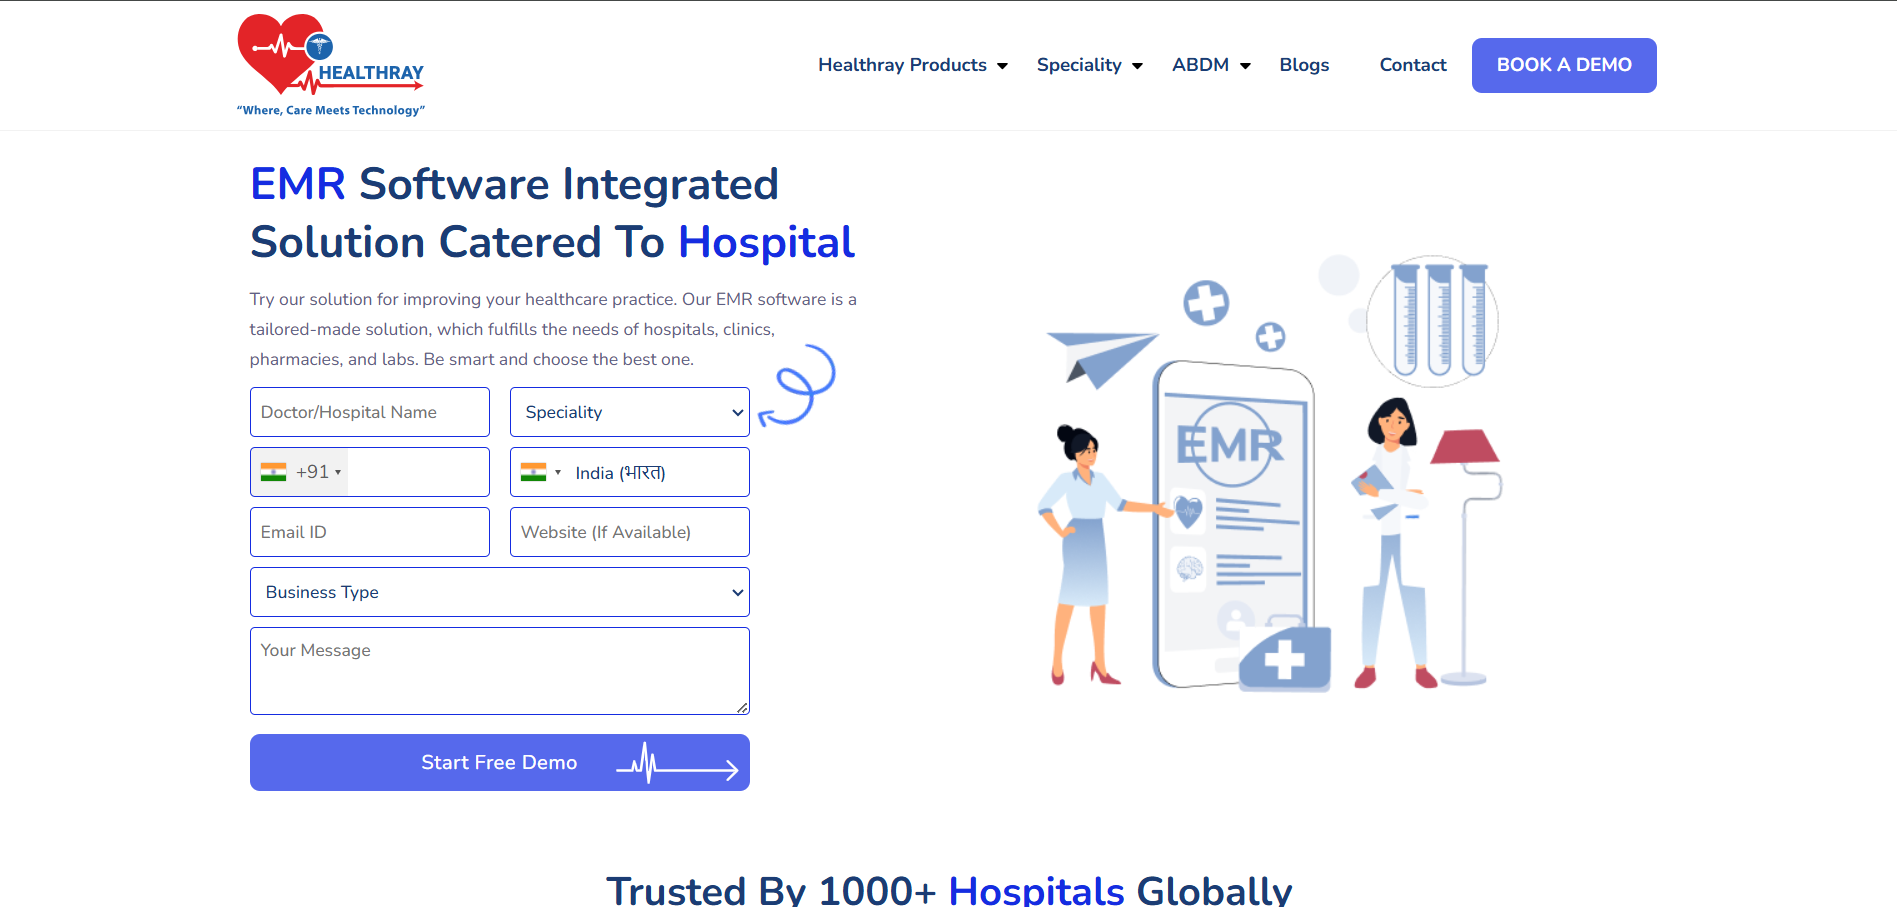 HEALTHRAY
“Where, Care Meets Technology”
Healthray Products
Speciality
ABDM
Blogs
Contact
BOOK A DEMO
EMR Software Integrated
Solution Catered To Hospital
Try our solution for improving your healthcare practice. Our EMR software is a
tailored-made solution, which fulfills the needs of hospitals, clinics,
pharmacies, and labs. Be smart and choose the best one.
Doctor/Hospital Name
Speciality
+91
India (भारत)
Email ID
Website (If Available)
Business Type
Your Message
Start Free Demo
EMR
Trusted By 1000+ Hospitals Globally